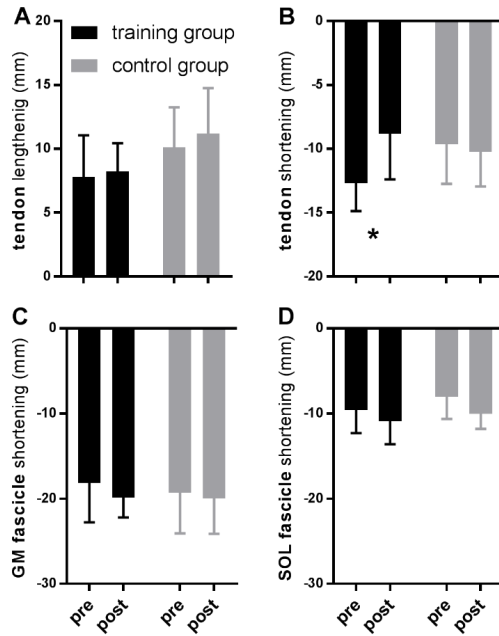 A
training group
control group
tendon lengthenig (mm)
20
15
10
5
0
B
tendon shortening (mm)
0
-5
-10
-15
-20
*
C
GM fascicle shortening (mm)
0
-10
-20
-30
pre
post
pre
post
D
SOL fascicle shortening (mm)
0
-10
-20
-30
pre
post
pre
post